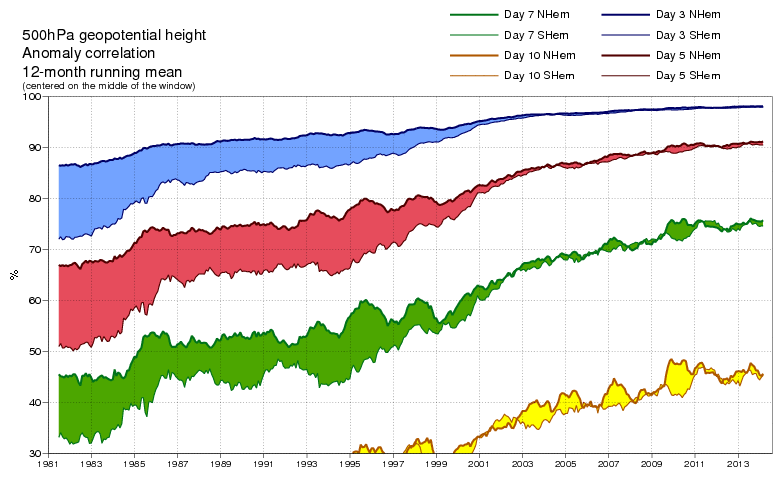 500hPa geopotential height
Anomaly correlation
12-month running mean
(centered on the middle of the window)
Day 7 NHem
Day 3 NHem
Day 7 SHem
Day 3 SHem
Day 10 NHem
Day 5 NHem
Day 10 SHem
Day 5 SHem
100
90
80
70
%
60
50
40
30
1981 1983 1985 1987 1989 1991 1993 1995 1997 1999 2001 2003 2005 2007 2009 2011 2013